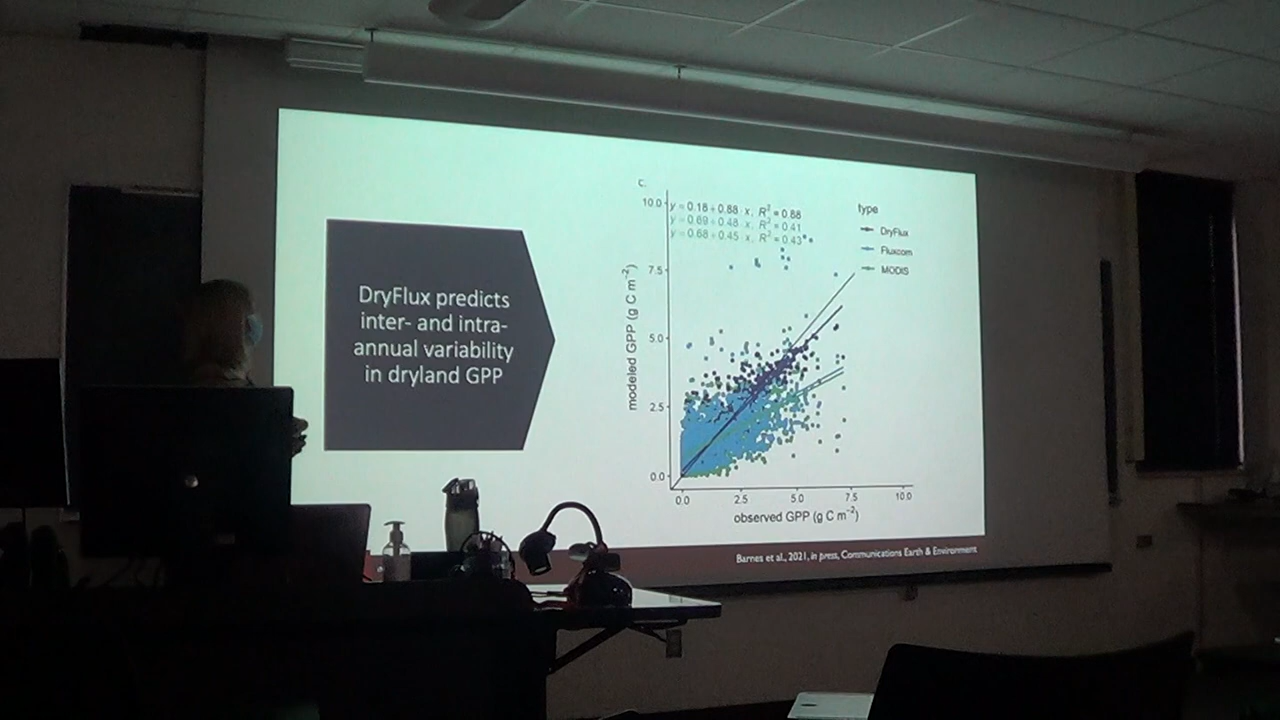 DryFlux predicts
inter- and intra-
annual variability
in dryland GPP
c.
y = 0.18 + 0.88 · x, R² = 0.88
y = 0.69 + 0.48 · x, R² = 0.41
y = 0.68 + 0.45 · x, R² = 0.43
type
DryFlux
Fluxcom
MODIS
modeled GPP (g C m⁻²)
10.0
7.5
5.0
2.5
0.0
0.0 2.5 5.0 7.5 10.0
observed GPP (g C m⁻²)
Barnes et al., 2021, in press, Communications Earth & Environment